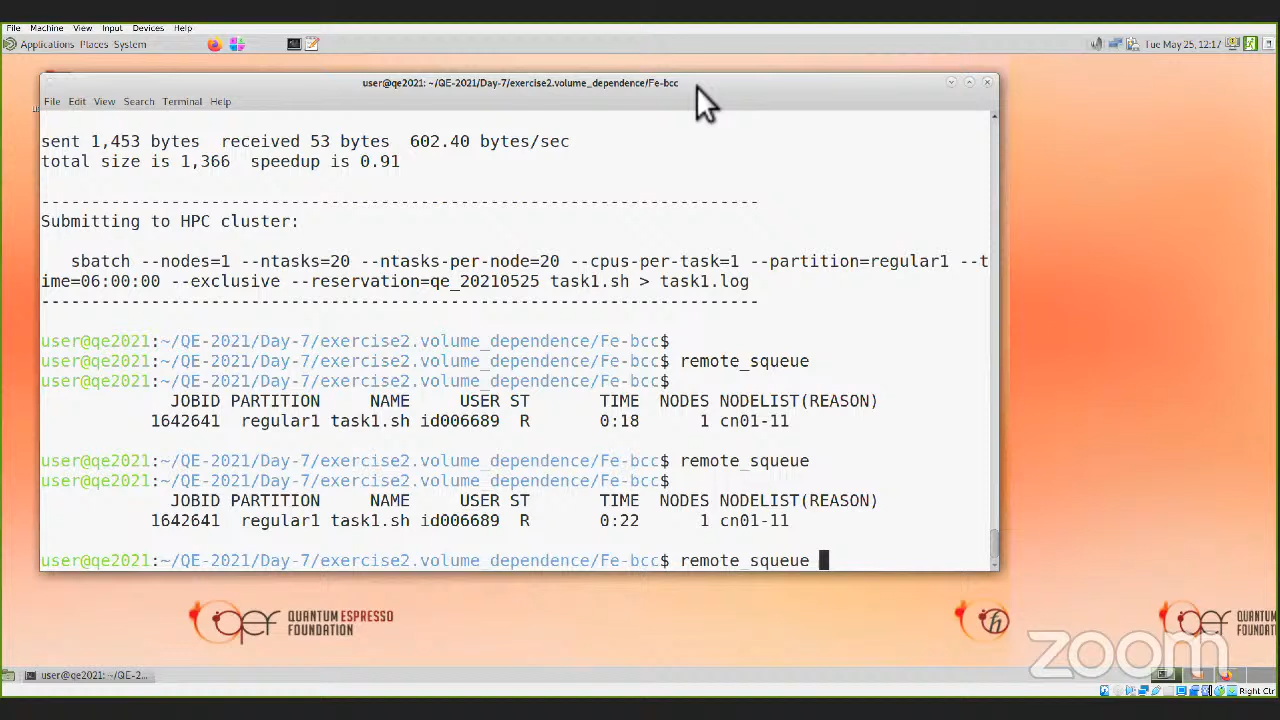 File Machine View Input Devices Help
Applications Places System
Tue May 25, 12:17
user@qe2021: ~/QE-2021/Day-7/exercise2.volume_dependence/Fe-bcc
File Edit View Search Terminal Help
sent 1,453 bytes  received 53 bytes  602.40 bytes/sec
total size is 1,366  speedup is 0.91
------------------------------------------------------------------------
Submitting to HPC cluster:
sbatch --nodes=1 --ntasks=20 --ntasks-per-node=20 --cpus-per-task=1 --partition=regular1 --t
ime=06:00:00 --exclusive --reservation=qe_20210525 task1.sh > task1.log
------------------------------------------------------------------------
user@qe2021:~/QE-2021/Day-7/exercise2.volume_dependence/Fe-bcc$
user@qe2021:~/QE-2021/Day-7/exercise2.volume_dependence/Fe-bcc$ remote_squeue
user@qe2021:~/QE-2021/Day-7/exercise2.volume_dependence/Fe-bcc$
JOBID PARTITION NAME USER ST TIME NODES NODELIST(REASON)
1642641 regular1 task1.sh id006689 R 0:18 1 cn01-11
user@qe2021:~/QE-2021/Day-7/exercise2.volume_dependence/Fe-bcc$ remote_squeue
user@qe2021:~/QE-2021/Day-7/exercise2.volume_dependence/Fe-bcc$
JOBID PARTITION NAME USER ST TIME NODES NODELIST(REASON)
1642641 regular1 task1.sh id006689 R 0:22 1 cn01-11
user@qe2021:~/QE-2021/Day-7/exercise2.volume_dependence/Fe-bcc$ remote_squeue
QUANTUM ESPRESSO
FOUNDATION
QUANTUM
FOUNDAT
zoom
user@qe2021: ~/QE-2...
Right Ctrl